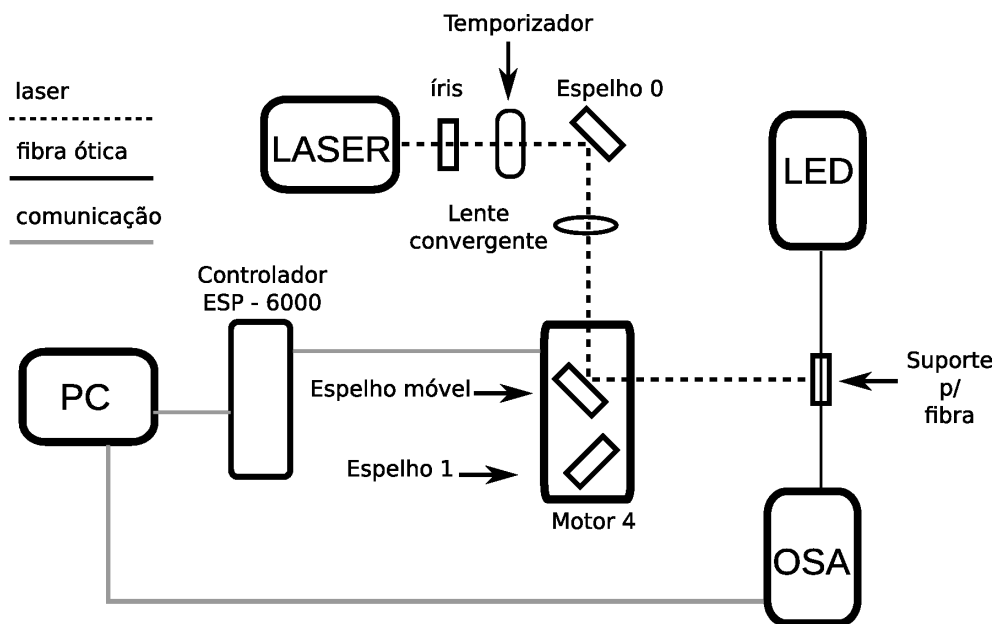 Temporizador
laser
íris
Espelho 0
LASER
LED
fibra ótica
comunicação
Lente
convergente
Controlador
ESP - 6000
PC
Espelho móvel
Suporte
p/
fibra
Espelho 1
Motor 4
OSA